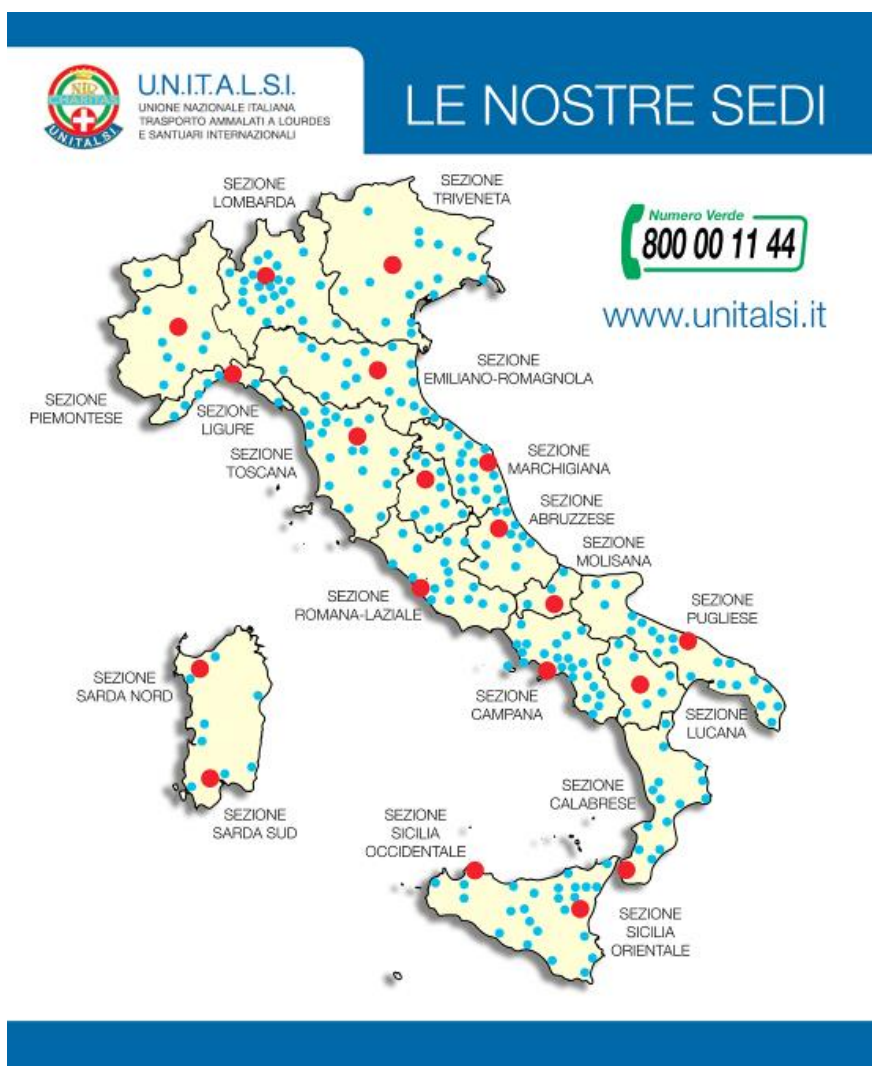 U.N.I.T.A.L.S.I.
UNIONE NAZIONALE ITALIANA
TRASPORTO AMMALATI A LOURDES
E SANTUARI INTERNAZIONALI
CHARITAS
UNITALSI
LE NOSTRE SEDI
Numero Verde
800 00 11 44
www.unitalsi.it
SEZIONE
LOMBARDA
SEZIONE
TRIVENETA
SEZIONE
PIEMONTESE
SEZIONE
LIGURE
SEZIONE
EMILIANO-ROMAGNOLA
SEZIONE
TOSCANA
SEZIONE
MARCHIGIANA
SEZIONE
ABRUZZESE
SEZIONE
MOLISANA
SEZIONE
ROMANA-LAZIALE
SEZIONE
PUGLIESE
SEZIONE
SARDA NORD
SEZIONE
CAMPANA
SEZIONE
LUCANA
SEZIONE
CALABRESE
SEZIONE
SARDA SUD
SEZIONE
SICILIA
OCCIDENTALE
SEZIONE
SICILIA
ORIENTALE